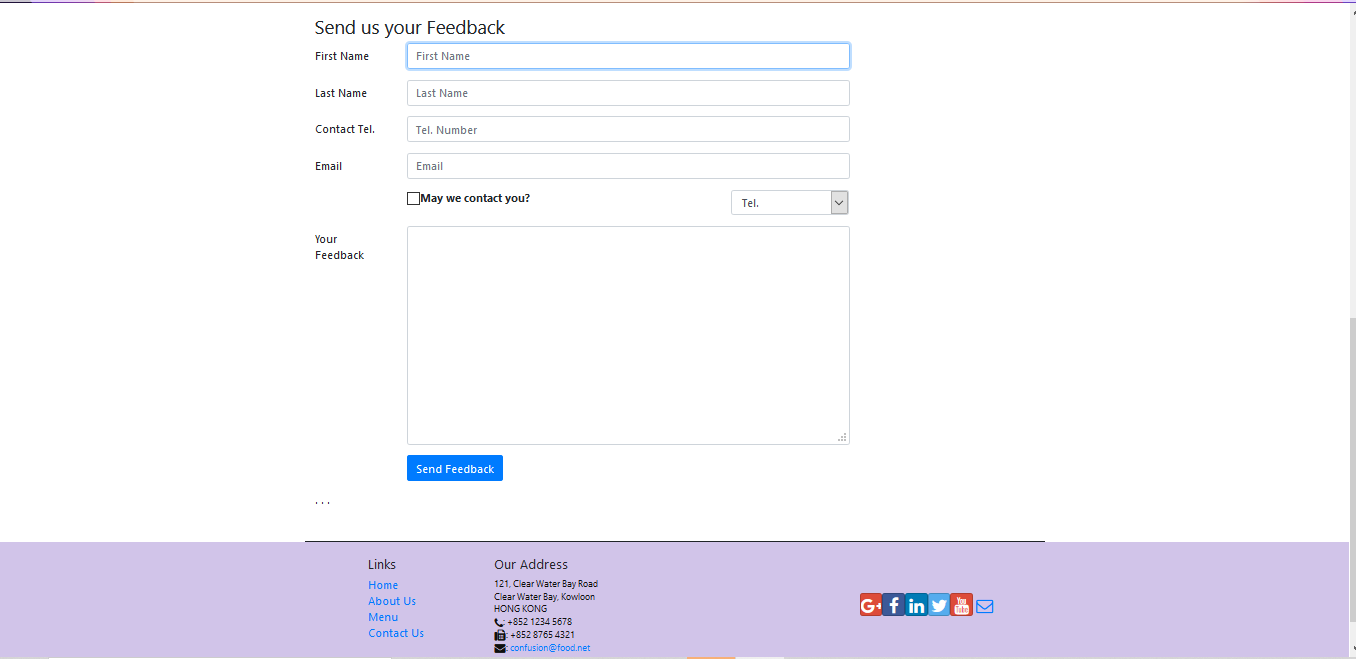 Send us your Feedback
First Name
First Name
Last Name
Last Name
Contact Tel.
Tel. Number
Email
Email
May we contact you?
Tel.
Your
Feedback
Send Feedback
. . .
Links
Home
About Us
Menu
Contact Us
Our Address
121, Clear Water Bay Road
Clear Water Bay, Kowloon
HONG KONG
: +852 1234 5678
: +852 8765 4321
: confusion@food.net
G+ f in You Tube